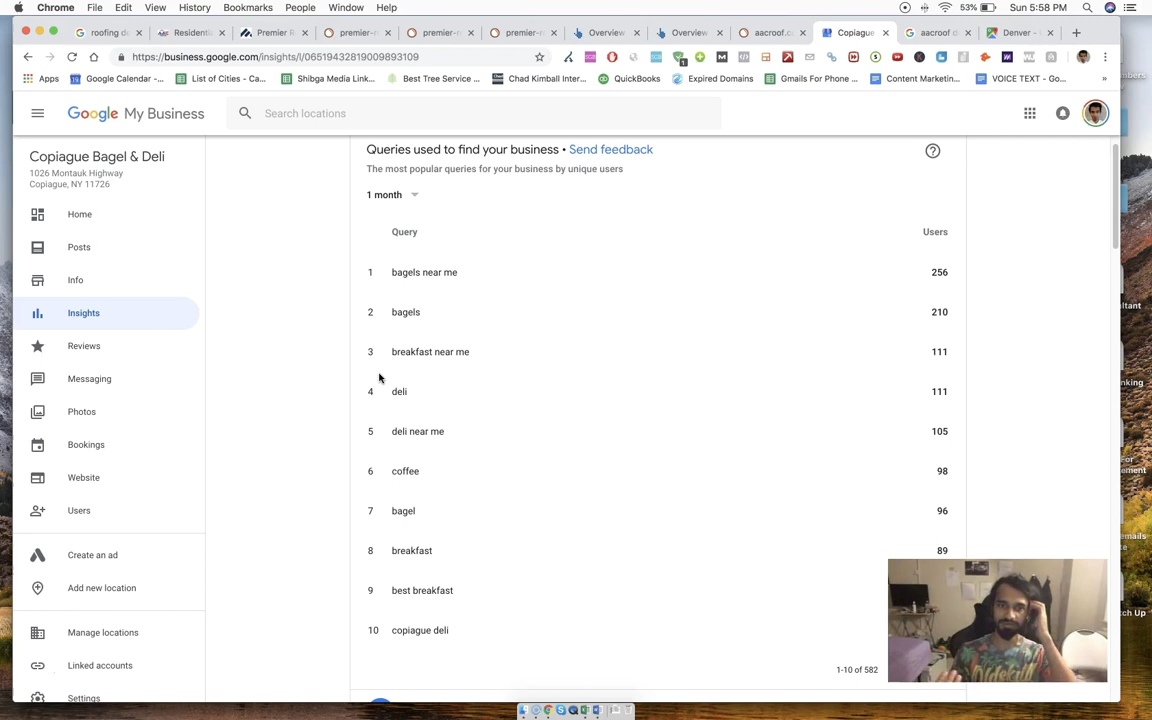 Chrome File Edit View History Bookmarks People Window Help 53% Sun 5:58 PM
roofing d Residenti Premier R premier-r premier-r premier-r Overview Overview aacroof.c Copiague aacroof d Denver -
https://business.google.com/insights/l/06519432819009893109
Apps Google Calendar -... List of Cities - Ca... Shibga Media Link... Best Tree Service ... Chad Kimball Inter... QuickBooks Expired Domains Gmails For Phone ... Content Marketin... VOICE TEXT - Go... »
Google My Business
Search locations
Copiague Bagel & Deli
1026 Montauk Highway
Copiague, NY 11726
Home
Posts
Info
Insights
Reviews
Messaging
Photos
Bookings
Website
Users
Create an ad
Add new location
Manage locations
Linked accounts
Settings
Queries used to find your business • Send feedback
The most popular queries for your business by unique users
1 month
Query Users
1 bagels near me 256
2 bagels 210
3 breakfast near me 111
4 deli 111
5 deli near me 105
6 coffee 98
7 bagel 96
8 breakfast 89
9 best breakfast
10 copiague deli
1-10 of 582